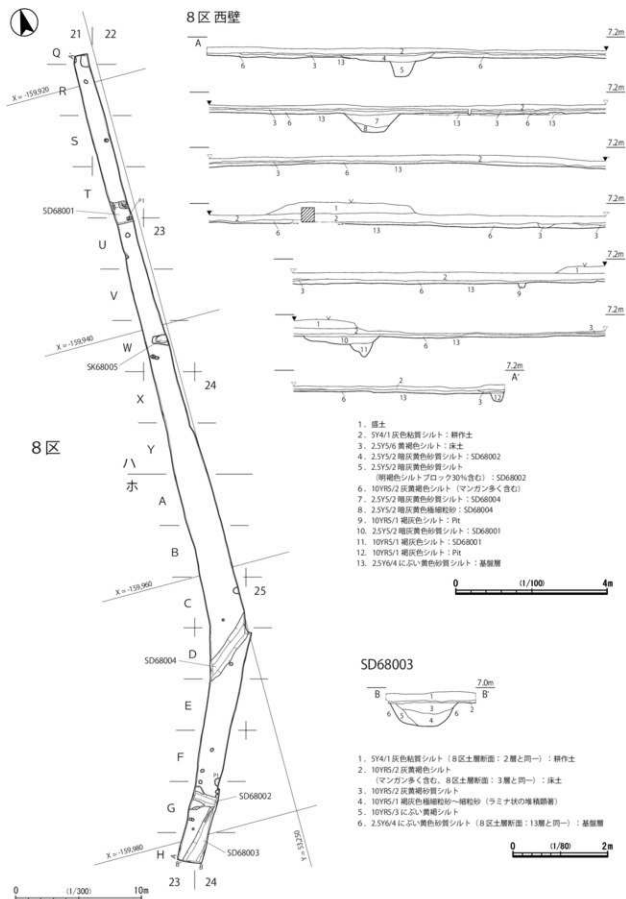 8区 西壁
21 22
Q
R
X = -159,920
S
T
P1
SD68001
23
U
V
X = -159,940
W
SK68005
24
X
8区
Y
ハ
ホ
A
B
X = -159,960
25
C
D
SD68004
E
F
P1
SD68002
G
SD68003
Y = 53,250
X = -159,980
H
A
B
B'
23 24
0 (1/300) 10m
A
7.2m
2
6 3 13 4 5 6
7.2m
2
3 6 13 7 8 13 3 6 13
7.2m
2
3 6 13
7.2m
1
2 2
6 13 6 3 3
7.2m
1
2
3 6 13 9
7.2m
1
2
3
10 11 6 13
7.2m
A'
2
6 13 3 12
1. 盛土
2. 5Y4/1 灰色粘質シルト：耕作土
3. 2.5Y5/6 黄褐色シルト：床土
4. 2.5Y5/2 暗灰黄色砂質シルト：SD68002
5. 2.5Y5/2 暗灰黄色砂質シルト
（明褐色シルトブロック30%含む）：SD68002
6. 10YR5/2 灰黄褐色シルト（マンガン多く含む）
7. 2.5Y5/2 暗灰黄色砂質シルト：SD68004
8. 2.5Y5/2 暗灰黄色極細粒砂：SD68004
9. 10YR5/1 褐灰色シルト：Pit
10. 2.5Y5/2 暗灰黄色砂質シルト：SD68001
11. 10YR5/1 褐灰色シルト：SD68001
12. 10YR5/1 褐灰色シルト：Pit
13. 2.5Y6/4 にぶい黄色砂質シルト：基盤層
0 (1/100) 4m
SD68003
B 7.0m B'
1
6 5 3 4 6 2
1. 5Y4/1 灰色粘質シルト（8区土層断面：2層と同一）：耕作土
2. 10YR5/2 灰黄褐色シルト
（マンガン多く含む、8区土層断面：3層と同一）：床土
3. 10YR5/2 灰黄褐砂質シルト
4. 10YR5/1 褐灰色極細粒砂～細粒砂（ラミナ状の堆積顕著）
5. 10YR5/3 にぶい黄褐シルト
6. 2.5Y6/4 にぶい黄色砂質シルト（8区土層断面：13層と同一）：基盤層
0 (1/80) 2m